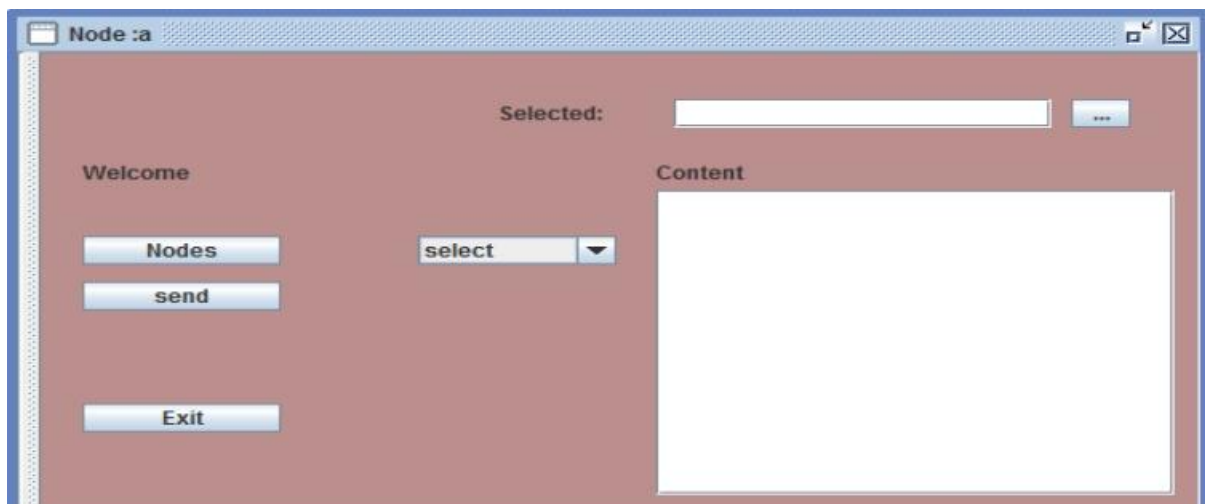 Node :a
Selected:
...
Welcome
Content
Nodes
select
send
Exit